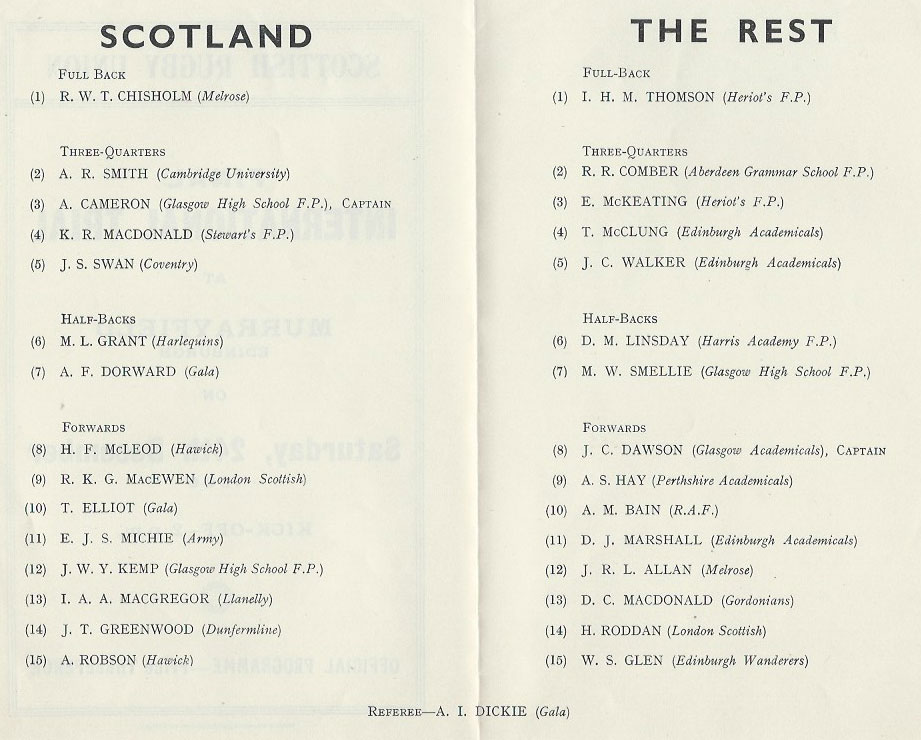 SCOTLAND
FULL BACK
(1) R. W. T. CHISHOLM (Melrose)
THREE-QUARTERS
(2) A. R. SMITH (Cambridge University)
(3) A. CAMERON (Glasgow High School F.P.), CAPTAIN
(4) K. R. MACDONALD (Stewart's F.P.)
(5) J. S. SWAN (Coventry)
HALF-BACKS
(6) M. L. GRANT (Harlequins)
(7) A. F. DORWARD (Gala)
FORWARDS
(8) H. F. McLEOD (Hawick)
(9) R. K. G. MacEWEN (London Scottish)
(10) T. ELLIOT (Gala)
(11) E. J. S. MICHIE (Army)
(12) J. W. Y. KEMP (Glasgow High School F.P.)
(13) I. A. A. MACGREGOR (Llanelly)
(14) J. T. GREENWOOD (Dunfermline)
(15) A. ROBSON (Hawick)
THE REST
FULL-BACK
(1) I. H. M. THOMSON (Heriot's F.P.)
THREE-QUARTERS
(2) R. R. COMBER (Aberdeen Grammar School F.P.)
(3) E. McKEATING (Heriot's F.P.)
(4) T. McCLUNG (Edinburgh Academicals)
(5) J. C. WALKER (Edinburgh Academicals)
HALF-BACKS
(6) D. M. LINSDAY (Harris Academy F.P.)
(7) M. W. SMELLIE (Glasgow High School F.P.)
FORWARDS
(8) J. C. DAWSON (Glasgow Academicals), CAPTAIN
(9) A. S. HAY (Perthshire Academicals)
(10) A. M. BAIN (R.A.F.)
(11) D. J. MARSHALL (Edinburgh Academicals)
(12) J. R. L. ALLAN (Melrose)
(13) D. C. MACDONALD (Gordonians)
(14) H. RODDAN (London Scottish)
(15) W. S. GLEN (Edinburgh Wanderers)
REFEREE—A. I. DICKIE (Gala)